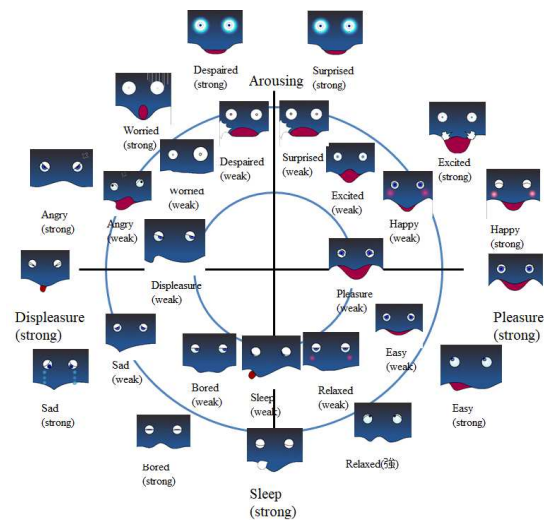 Despaired
(strong)
Surprised
(strong)
Arousing
Worried
(strong)
Despaired
(weak)
Surprised
(weak)
Excited
(strong)
Angry
(strong)
Angry
(weak)
Worried
(weak)
Excited
(weak)
Happy
(weak)
Happy
(strong)
Displeasure
(strong)
Displeasure
(weak)
Pleasure
(weak)
Pleasure
(strong)
Sad
(weak)
Easy
(weak)
Sad
(strong)
Bored
(weak)
Sleep
(weak)
Relaxed
(weak)
Easy
(strong)
Bored
(strong)
Relaxed(強)
Sleep
(strong)